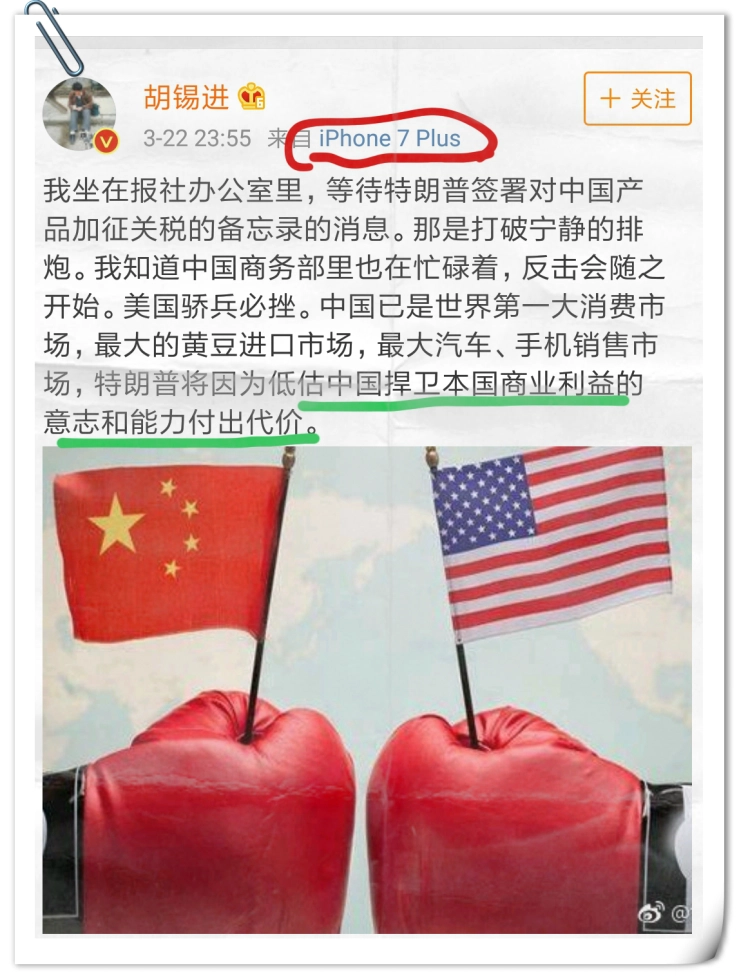 胡锡进
+ 关注
3-22 23:55 来自 iPhone 7 Plus
我坐在报社办公室里，等待特朗普签署对中国产
品加征关税的备忘录的消息。那是打破宁静的排
炮。我知道中国商务部里也在忙碌着，反击会随之
开始。美国骄兵必挫。中国已是世界第一大消费市
场，最大的黄豆进口市场，最大汽车、手机销售市
场，特朗普将因为低估中国捍卫本国商业利益的
意志和能力付出代价。
@